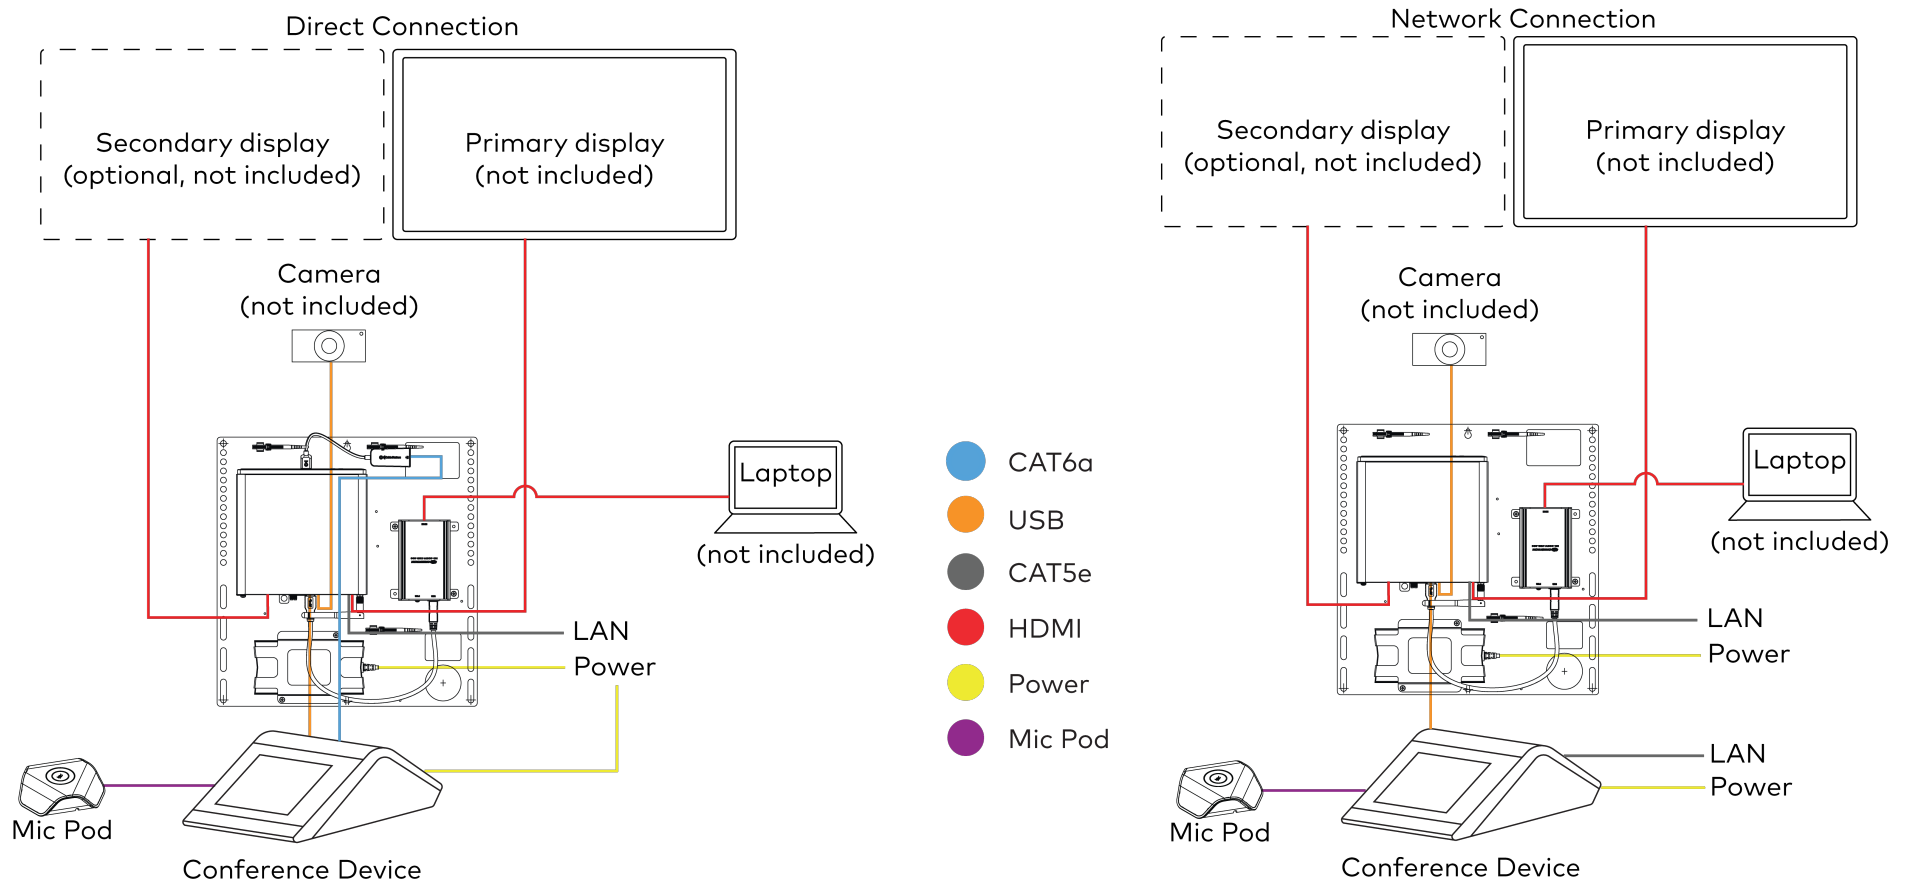 Direct Connection
Secondary display
(optional, not included)
Primary display
(not included)
Camera
(not included)
Laptop
(not included)
LAN
Power
Mic Pod
Conference Device
CAT6a
USB
CAT5e
HDMI
Power
Mic Pod
Network Connection
Secondary display
(optional, not included)
Primary display
(not included)
Camera
(not included)
Laptop
(not included)
LAN
Power
LAN
Power
Mic Pod
Conference Device